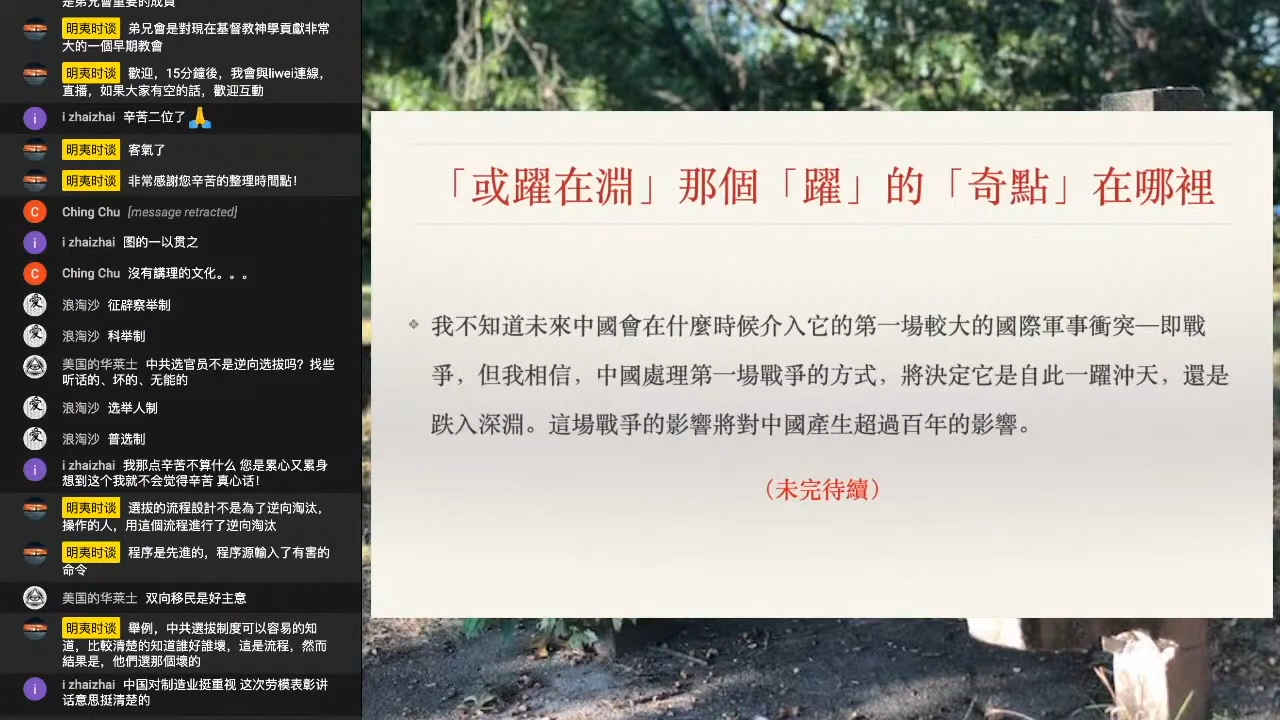 是弟兄會重要的成員
明夷时谈 弟兄會是對現在基督教神學貢獻非常
大的一個早期教會
明夷时谈 歡迎，15分鐘後，我會與liwei連線，
直播，如果大家有空的話，歡迎互動
i zhaizhai 辛苦二位了🙏
明夷时谈 客氣了
明夷时谈 非常感謝您辛苦的整理時間點！
Ching Chu [message retracted]
i zhaizhai 图的一以贯之
Ching Chu 沒有講理的文化。。。
浪淘沙 征辟察举制
浪淘沙 科举制
美国的华莱士 中共选官员不是逆向选拔吗？找些
听话的、坏的、无能的
浪淘沙 选举人制
浪淘沙 普选制
i zhaizhai 我那点辛苦不算什么 您是累心又累身
想到这个我就不会觉得辛苦 真心话！
明夷时谈 選拔的流程設計不是為了逆向淘汰，
操作的人，用這個流程進行了逆向淘汰
明夷时谈 程序是先進的，程序源輸入了有害的
命令
美国的华莱士 双向移民是好主意
明夷时谈 舉例，中共選拔制度可以容易的知
道，比較清楚的知道誰好誰壞，這是流程，然而
結果是，他們選那個壞的
i zhaizhai 中国对制造业挺重视 这次劳模表彰讲
话意思挺清楚的
「或躍在淵」那個「躍」的「奇點」在哪裡
我不知道未來中國會在什麼時候介入它的第一場較大的國際軍事衝突—即戰
爭，但我相信，中國處理第一場戰爭的方式，將決定它是自此一躍沖天，還是
跌入深淵。這場戰爭的影響將對中國產生超過百年的影響。
（未完待續）